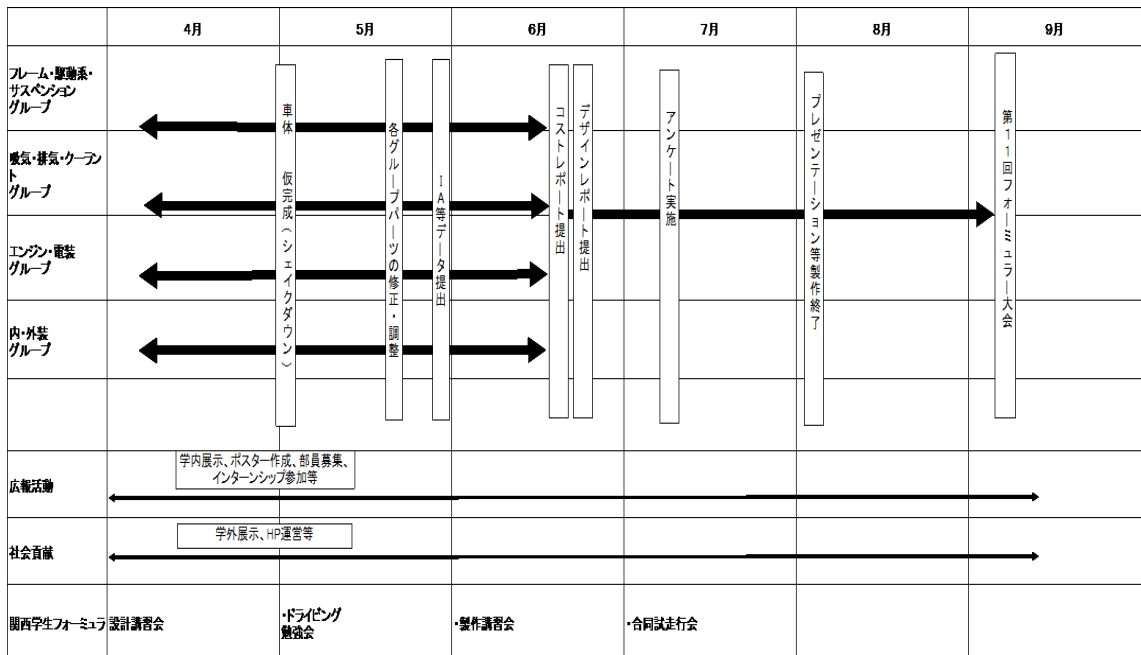 4月
5月
6月
7月
8月
9月
フレーム・駆動系・
サスペンション
グループ
吸気・排気・クーラン
ト
グループ
エンジン・電装
グループ
内・外装
グループ
車体　仮完成（シェイクダウン）
各グループパーツの修正・調整
ＩＡ等データ提出
コストレポート提出
デザインレポート提出
アンケート実施
プレゼンテーション等製作終了
第１１回フォーミュラー大会
広報活動
学内展示、ポスター作成、部員募集、
インターンシップ参加等
社会貢献
学外展示、HP運営等
関西学生フォーミュラ
設計講習会
・ドライビング
勉強会
・製作講習会
・合同試走行会